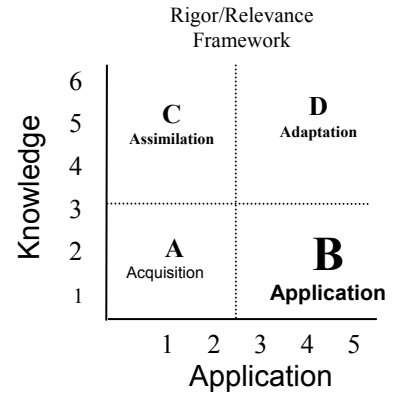 Rigor/Relevance
Framework
Knowledge
6
5
4
3
2
1
C
Assimilation
D
Adaptation
A
Acquisition
B
Application
1 2 3 4 5
Application